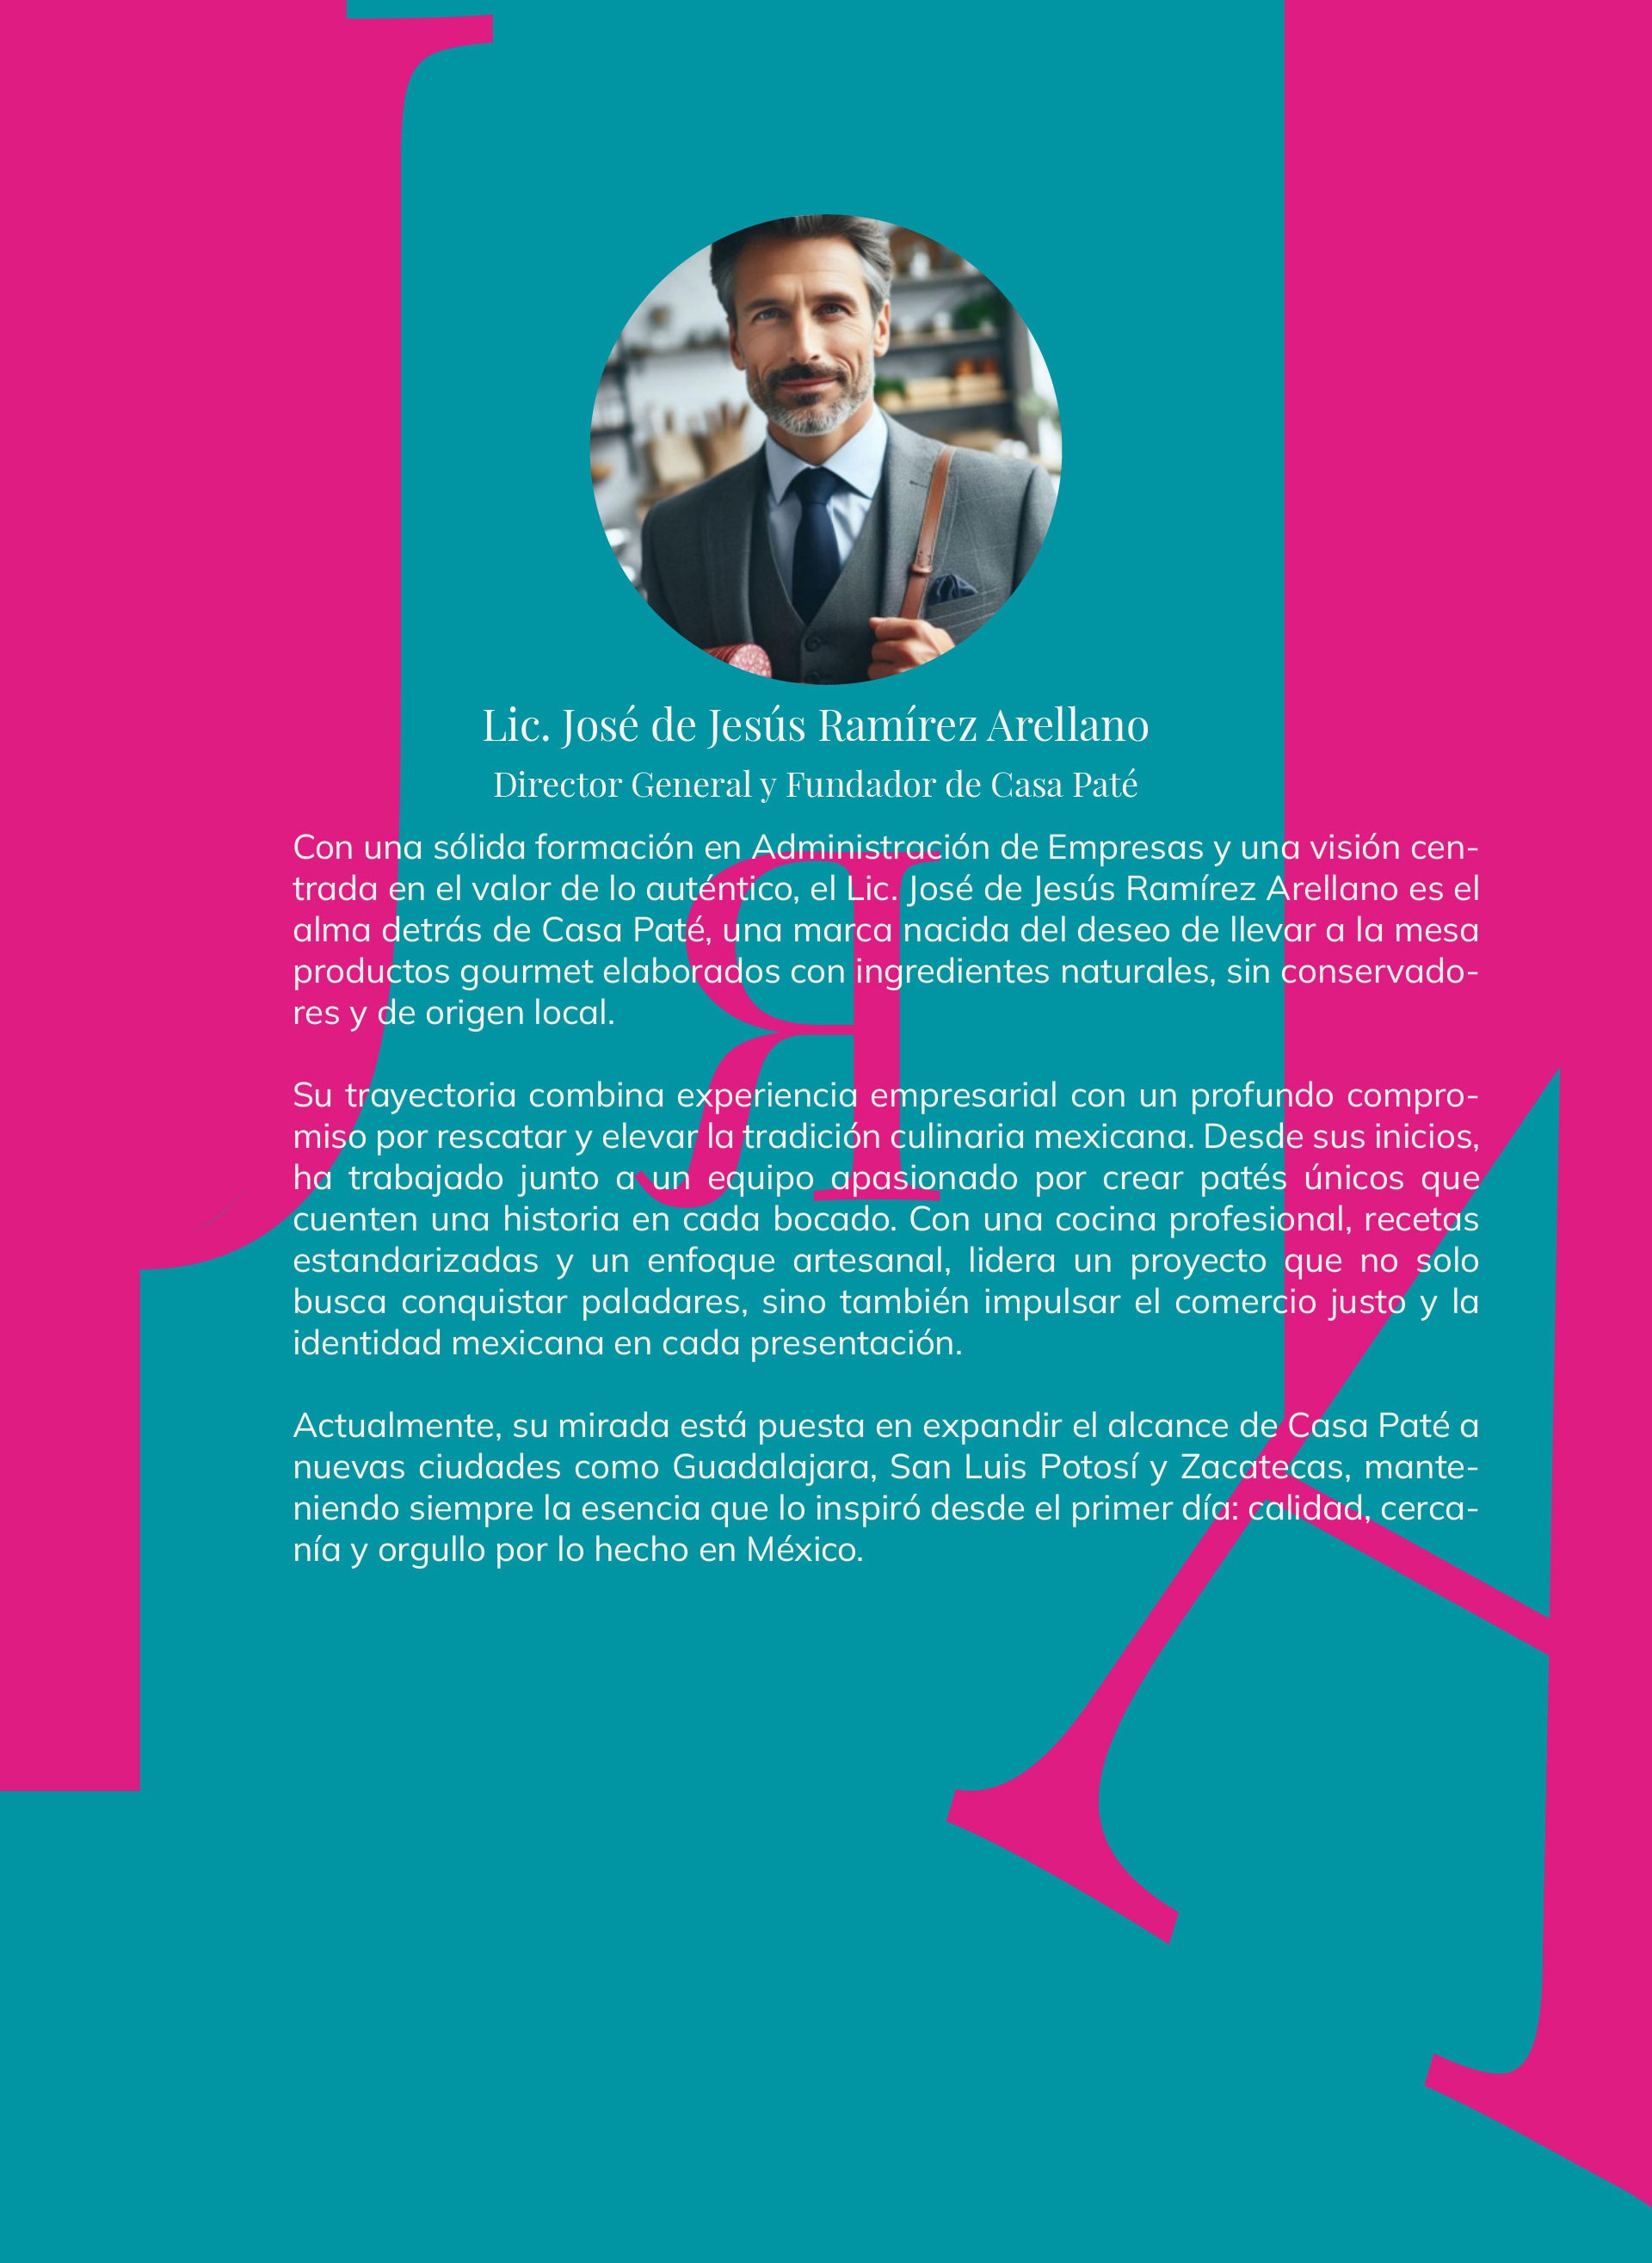 Lic. José de Jesús Ramírez Arellano
Director General y Fundador de Casa Paté
Con una sólida formación en Administración de Empresas y una visión cen-
trada en el valor de lo auténtico, el Lic. José de Jesús Ramírez Arellano es el
alma detrás de Casa Paté, una marca nacida del deseo de llevar a la mesa
productos gourmet elaborados con ingredientes naturales, sin conservado-
res y de origen local.
Su trayectoria combina experiencia empresarial con un profundo compro-
miso por rescatar y elevar la tradición culinaria mexicana. Desde sus inicios,
ha trabajado junto a un equipo apasionado por crear patés únicos que
cuenten una historia en cada bocado. Con una cocina profesional, recetas
estandarizadas y un enfoque artesanal, lidera un proyecto que no solo
busca conquistar paladares, sino también impulsar el comercio justo y la
identidad mexicana en cada presentación.
Actualmente, su mirada está puesta en expandir el alcance de Casa Paté a
nuevas ciudades como Guadalajara, San Luis Potosí y Zacatecas, mante-
niendo siempre la esencia que lo inspiró desde el primer día: calidad, cerca-
nía y orgullo por lo hecho en México.